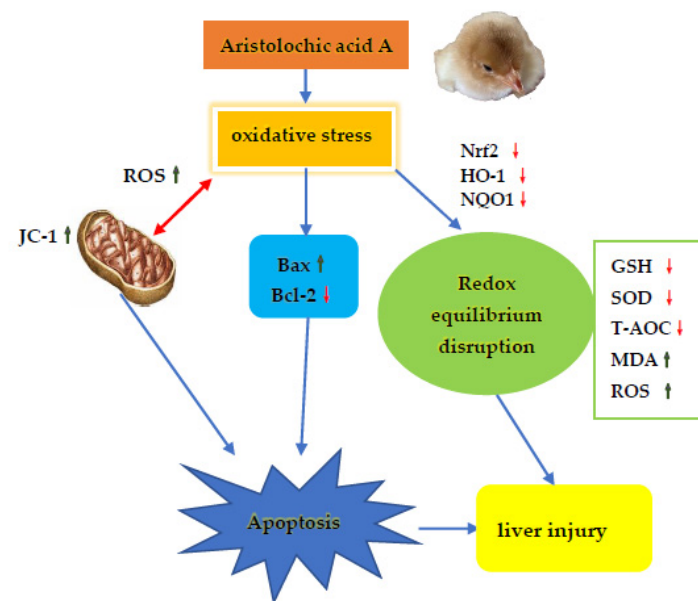 Aristolochic acid A
oxidative stress
ROS ↑
JC-1 ↑
Nrf2 ↓
HO-1 ↓
NQO1 ↓
Bax ↑
Bcl-2 ↓
Redox
equilibrium
disruption
GSH ↓
SOD ↓
T-AOC ↓
MDA ↑
ROS ↑
Apoptosis
liver injury